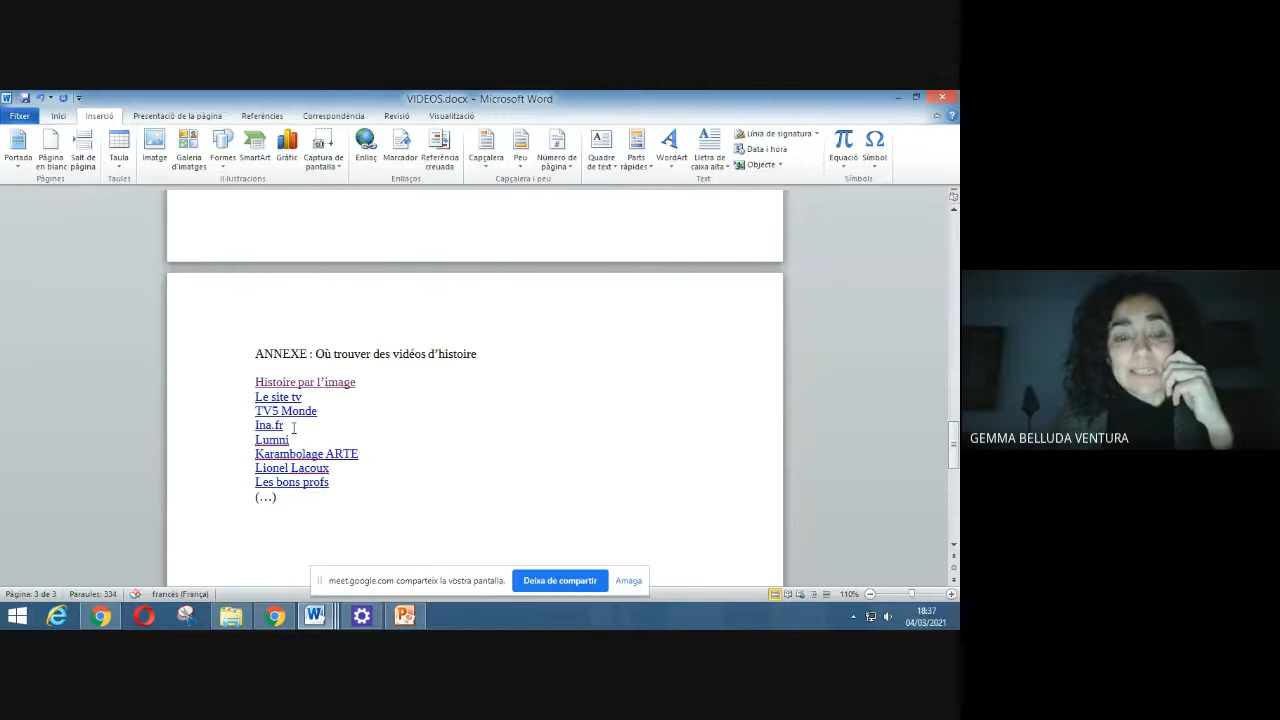 VIDEOS.docx - Microsoft Word
Fitxer Inici Inserció Presentació de la pàgina Referències Correspondència Revisió Visualització
Portada Pàgina en blanc Salt de pàgina Taula Imatge Galeria d'imatges Formes SmartArt Gràfic Captura de pantalla Enllaç Marcador Referència creuada Capçalera Peu Número de pàgina Quadre de text Parts ràpides WordArt Lletra de caixa alta Línia de signatura Data i hora Objecte Equació Símbol
Pàgines Taules Il·lustracions Enllaços Capçalera i peu Text Símbols
ANNEXE : Où trouver des vidéos d'histoire
Histoire par l'image
Le site tv
TV5 Monde
Ina.fr
Lumni
Karambolage ARTE
Lionel Lacoux
Les bons profs
(…)
GEMMA BELLUDA VENTURA
meet.google.com comparteix la vostra pantalla. Deixa de compartir Amaga
Pàgina: 3 de 3 Paraules: 334 francés (França) 110%
18:37
04/03/2021